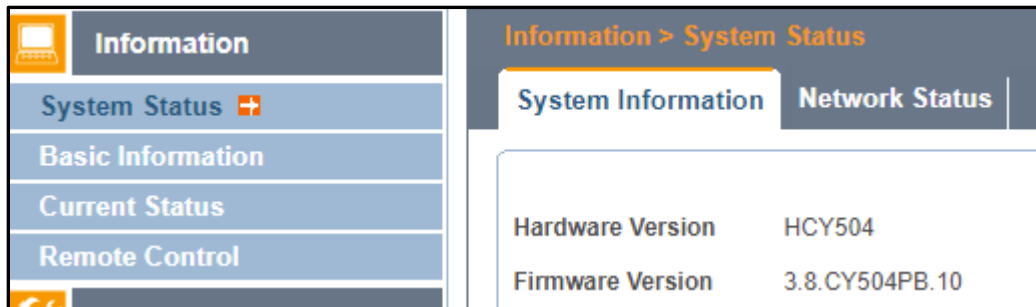 Information
System Status
Basic Information
Current Status
Remote Control
Information > System Status
System Information Network Status
Hardware Version HCY504
Firmware Version 3.8.CY504PB.10